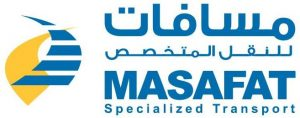 مسافات
للنقل المتخصص
MASAFAT
Specialized Transport